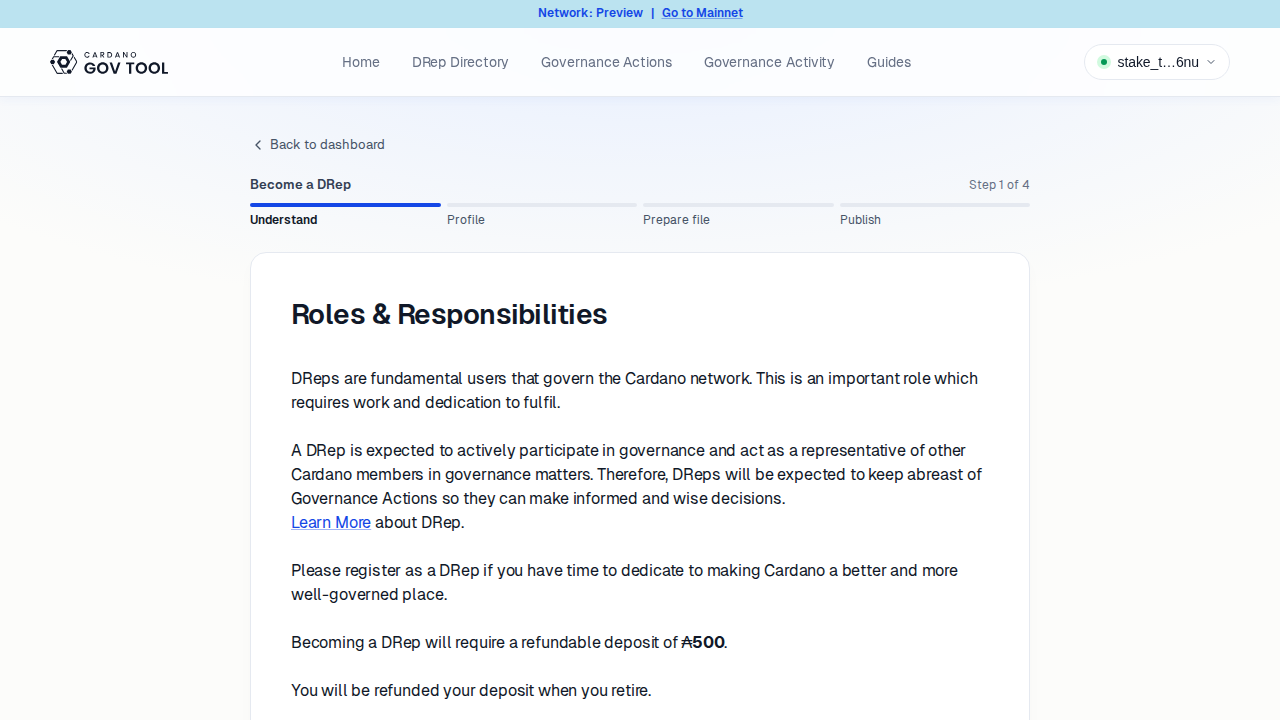 Network: Preview | Go to Mainnet
CARDANO
GOV TOOL
Home
DRep Directory
Governance Actions
Governance Activity
Guides
stake_t...6nu
Back to dashboard
Become a DRep
Step 1 of 4
Understand
Profile
Prepare file
Publish
Roles & Responsibilities
DReps are fundamental users that govern the Cardano network. This is an important role which
requires work and dedication to fulfil.
A DRep is expected to actively participate in governance and act as a representative of other
Cardano members in governance matters. Therefore, DReps will be expected to keep abreast of
Governance Actions so they can make informed and wise decisions.
Learn More about DRep.
Please register as a DRep if you have time to dedicate to making Cardano a better and more
well-governed place.
Becoming a DRep will require a refundable deposit of ₳500.
You will be refunded your deposit when you retire.